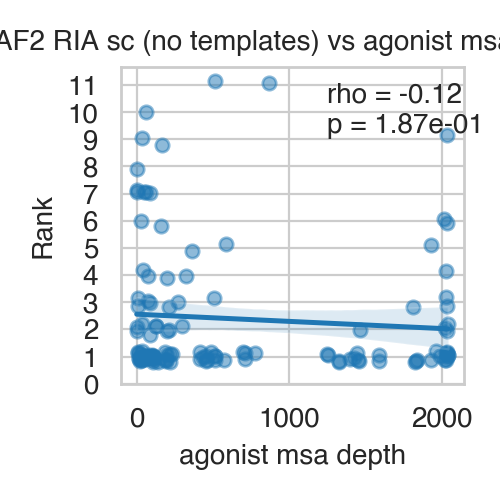 AF2 RIA sc (no templates) vs agonist msa
rho = -0.12
p = 1.87e-01
11
10
9
8
7
6
5
4
3
2
1
0
Rank
0 1000 2000
agonist msa depth